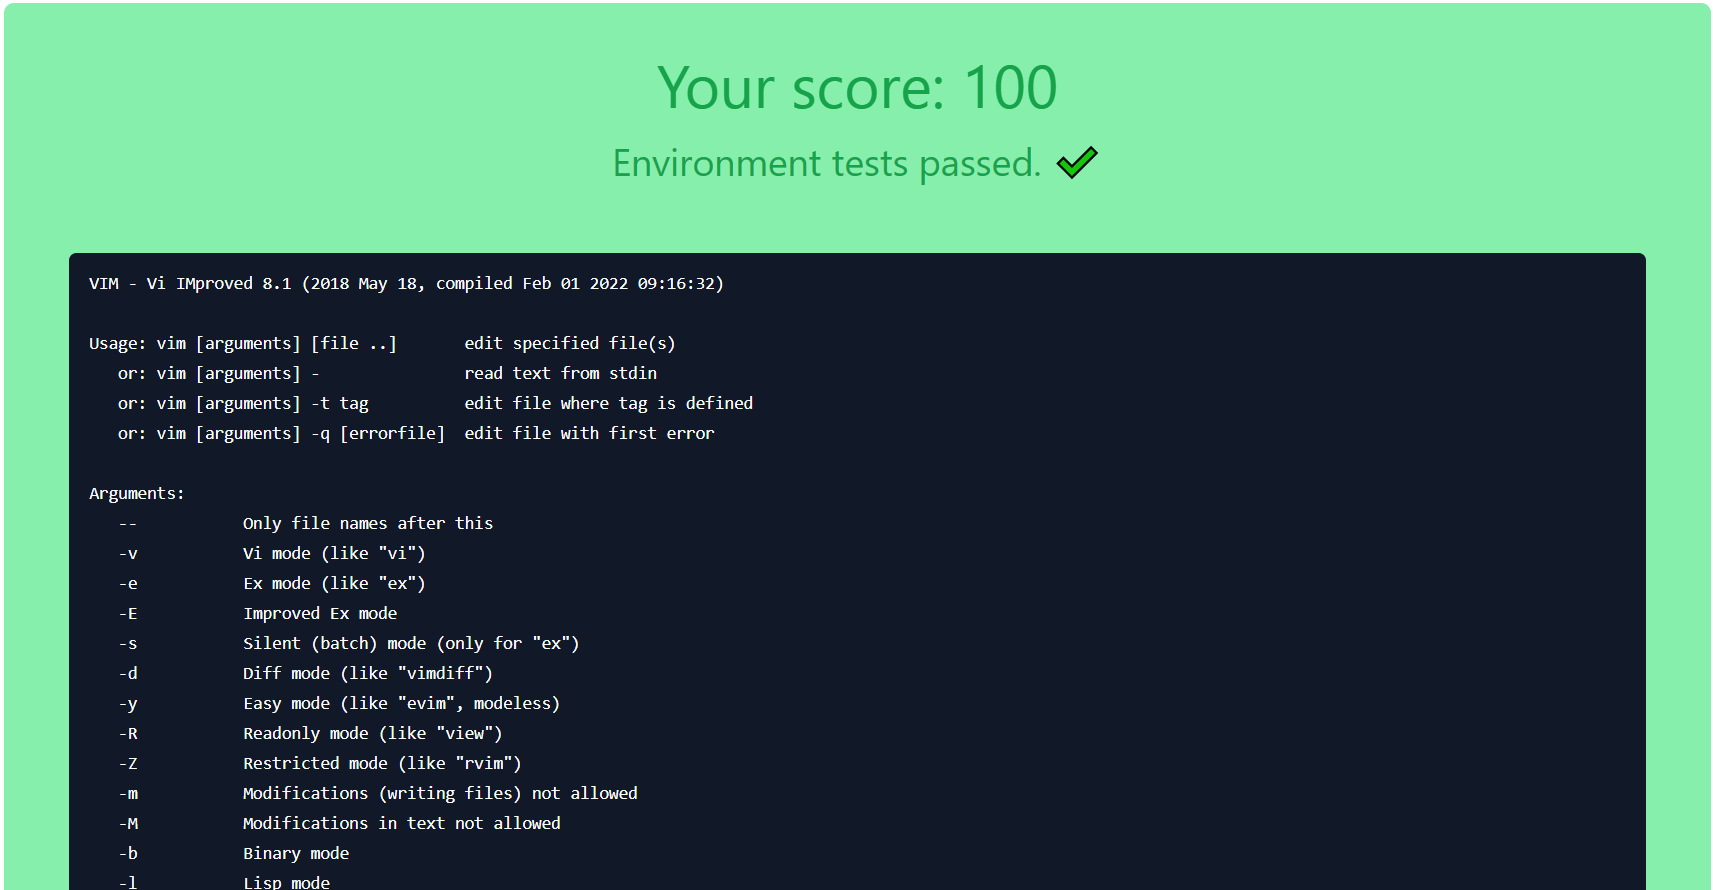 Your score: 100
Environment tests passed. ✔
VIM - Vi IMproved 8.1 (2018 May 18, compiled Feb 01 2022 09:16:32)
Usage: vim [arguments] [file ..]       edit specified file(s)
   or: vim [arguments] -               read text from stdin
   or: vim [arguments] -t tag          edit file where tag is defined
   or: vim [arguments] -q [errorfile]  edit file with first error
Arguments:
   --           Only file names after this
   -v           Vi mode (like "vi")
   -e           Ex mode (like "ex")
   -E           Improved Ex mode
   -s           Silent (batch) mode (only for "ex")
   -d           Diff mode (like "vimdiff")
   -y           Easy mode (like "evim", modeless)
   -R           Readonly mode (like "view")
   -Z           Restricted mode (like "rvim")
   -m           Modifications (writing files) not allowed
   -M           Modifications in text not allowed
   -b           Binary mode
   -l           Lisp mode